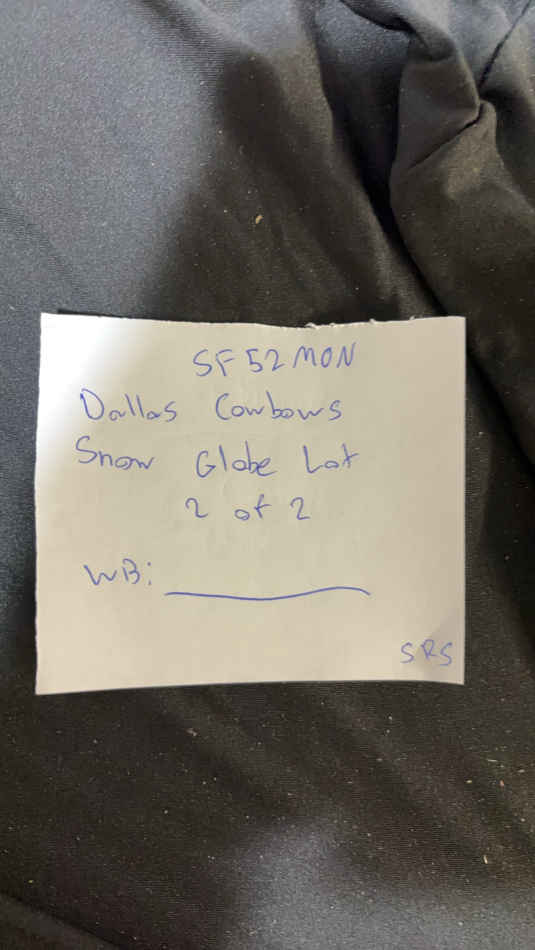 SF52MON
Dallas Cowbows
Snow Globe Lot
2 of 2
WB:
SRS